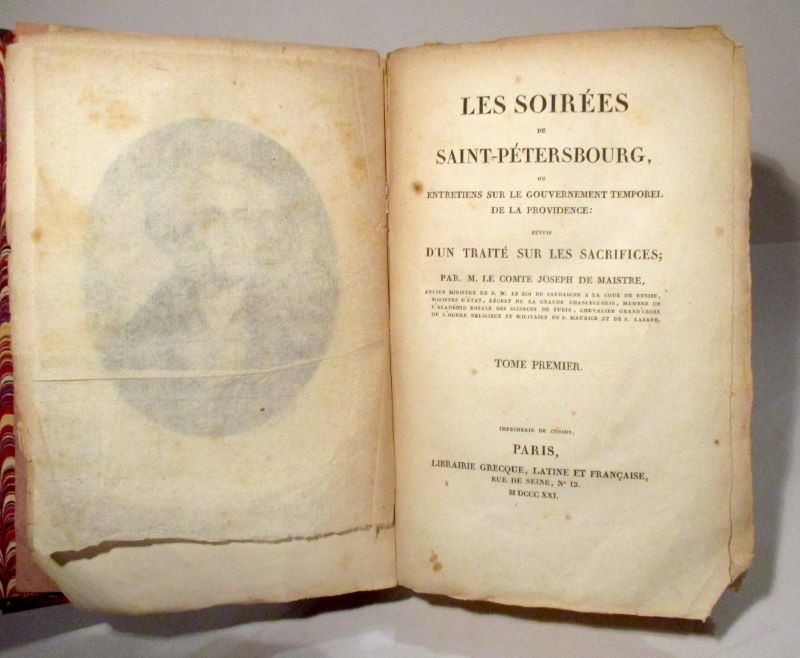 LES SOIRÉES
DE
SAINT-PÉTERSBOURG,
OU
ENTRETIENS SUR LE GOUVERNEMENT TEMPOREL
DE LA PROVIDENCE:
SUIVIS
D'UN TRAITÉ SUR LES SACRIFICES;
PAR M. LE COMTE JOSEPH DE MAISTRE,
ANCIEN MINISTRE DE S. M. LE ROI DE SARDAIGNE A LA COUR DE RUSSIE,
MINISTRE D'ÉTAT, RÉGENT DE LA GRANDE CHANCELLERIE, MEMBRE DE
L'ACADÉMIE ROYALE DES SCIENCES DE TURIN, CHEVALIER GRAND'CROIX
DE L'ORDRE RELIGIEUX ET MILITAIRE DE S. MAURICE ET DE S. LAZARE.
TOME PREMIER.
IMPRIMERIE DE COSSON.
PARIS,
LIBRAIRIE GRECQUE, LATINE ET FRANÇAISE,
RUE DE SEINE, N° 12.
M DCCC XXI.